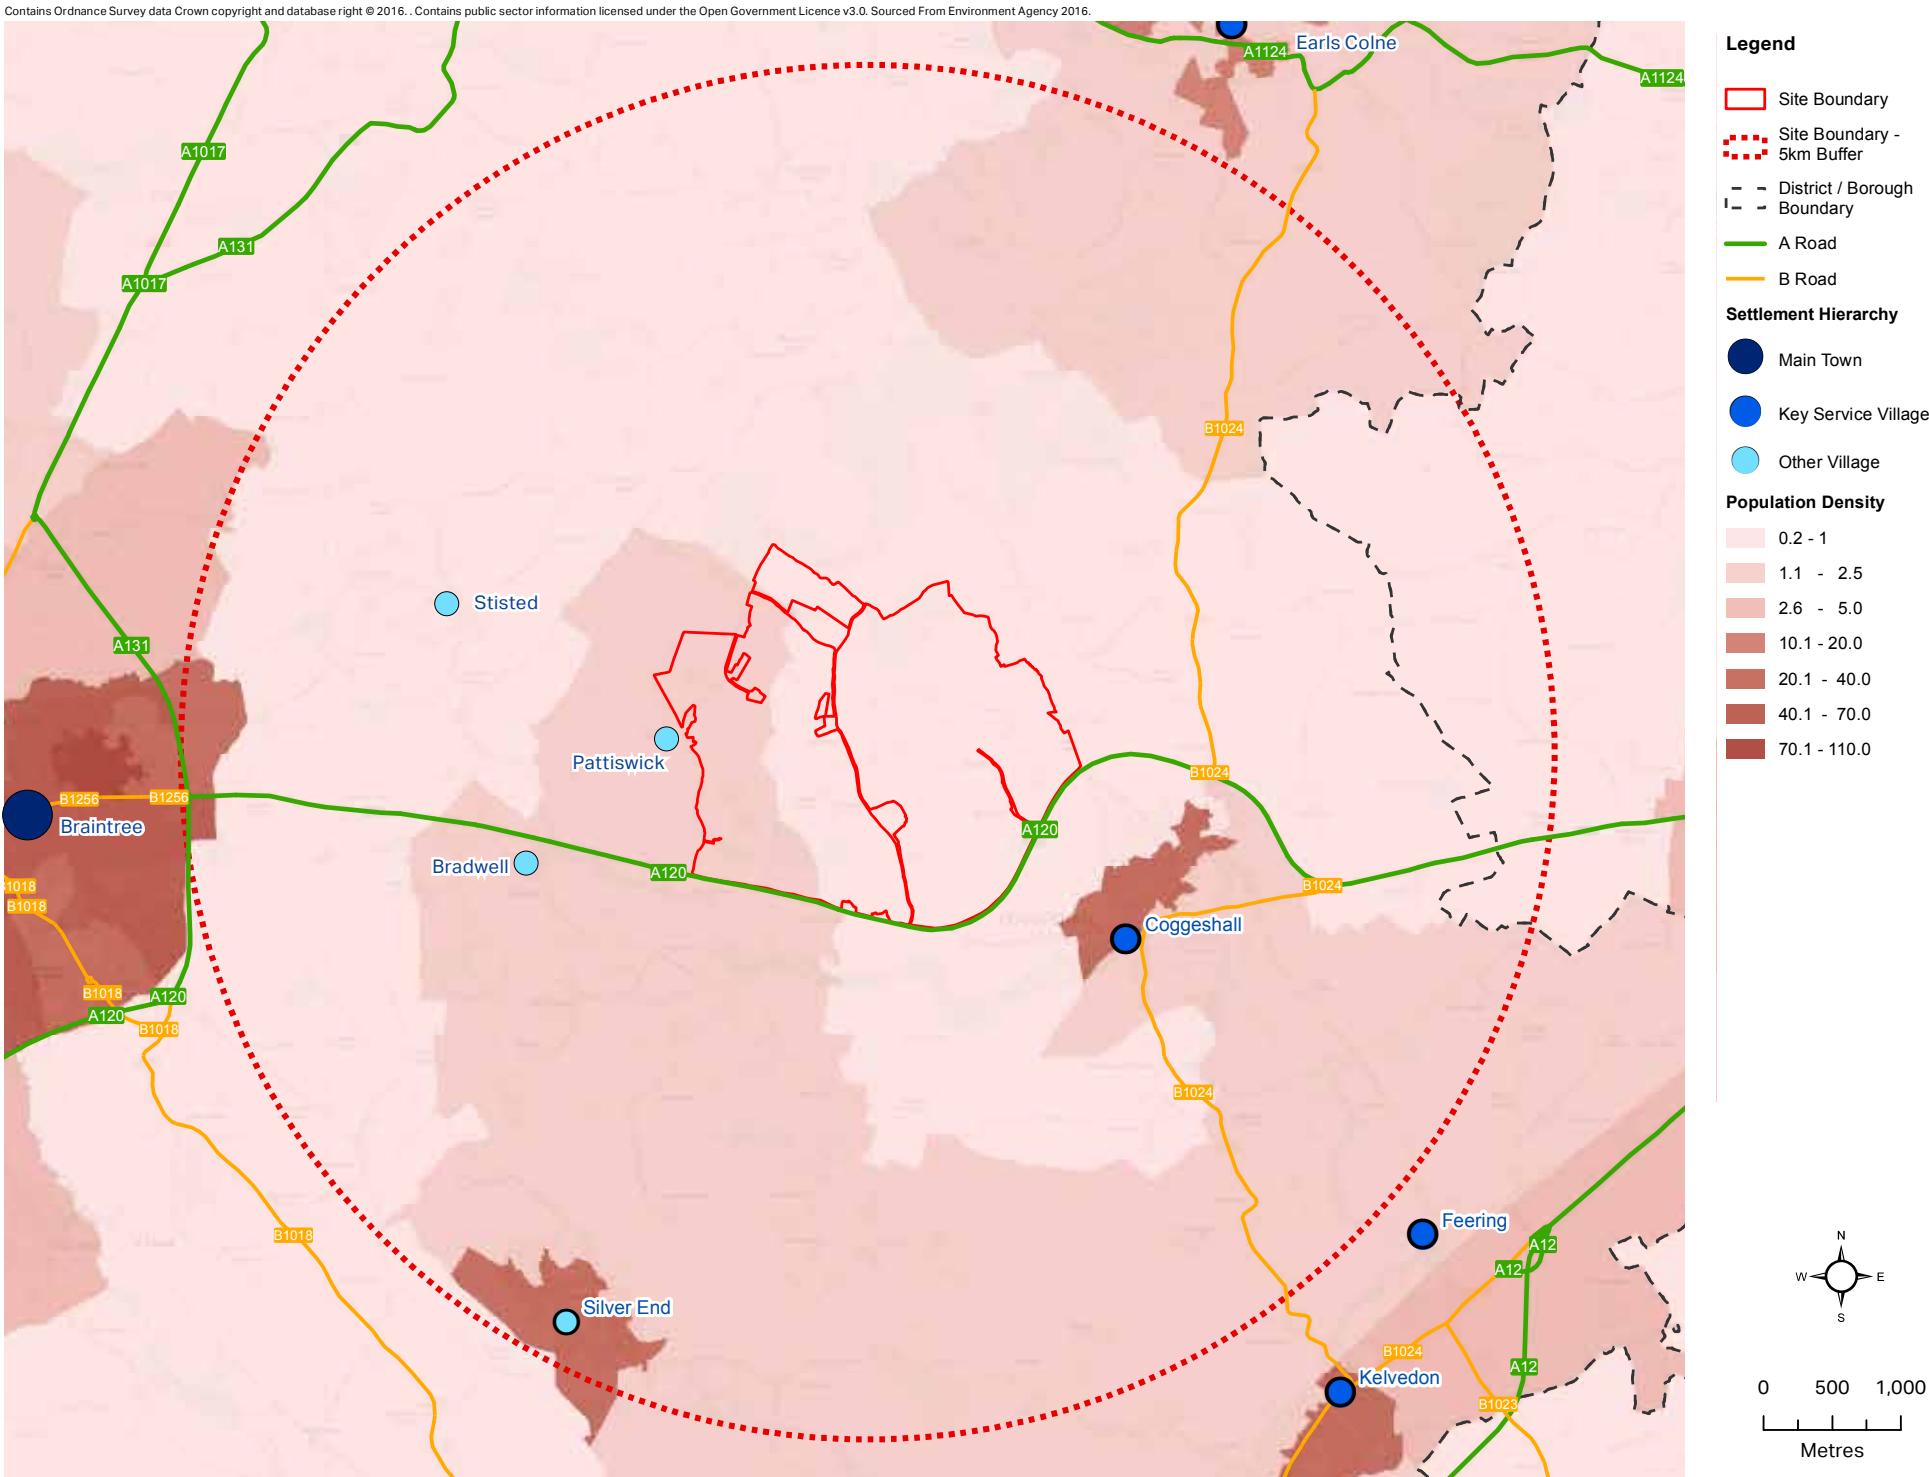 Contains Ordnance Survey data Crown copyright and database right © 2016. . Contains public sector information licensed under the Open Government Licence v3.0. Sourced From Environment Agency 2016.
Earls Colne
A1124
A1124
A1017
A131
A1017
B1024
Stisted
A131
Pattiswick
B1024
B1256
B1256
Braintree
A120
Bradwell
A120
B1024
1018
B1018
Coggeshall
B1018
A120
A120
B1018
B1024
Feering
B1018
A12
A12
Silver End
B1024
A12
Kelvedon
B1023
Legend
Site Boundary
Site Boundary -
5km Buffer
District / Borough
Boundary
A Road
B Road
Settlement Hierarchy
Main Town
Key Service Village
Other Village
Population Density
0.2 - 1
1.1 - 2.5
2.6 - 5.0
10.1 - 20.0
20.1 - 40.0
40.1 - 70.0
70.1 - 110.0
N
W E
S
0 500 1,000
Metres